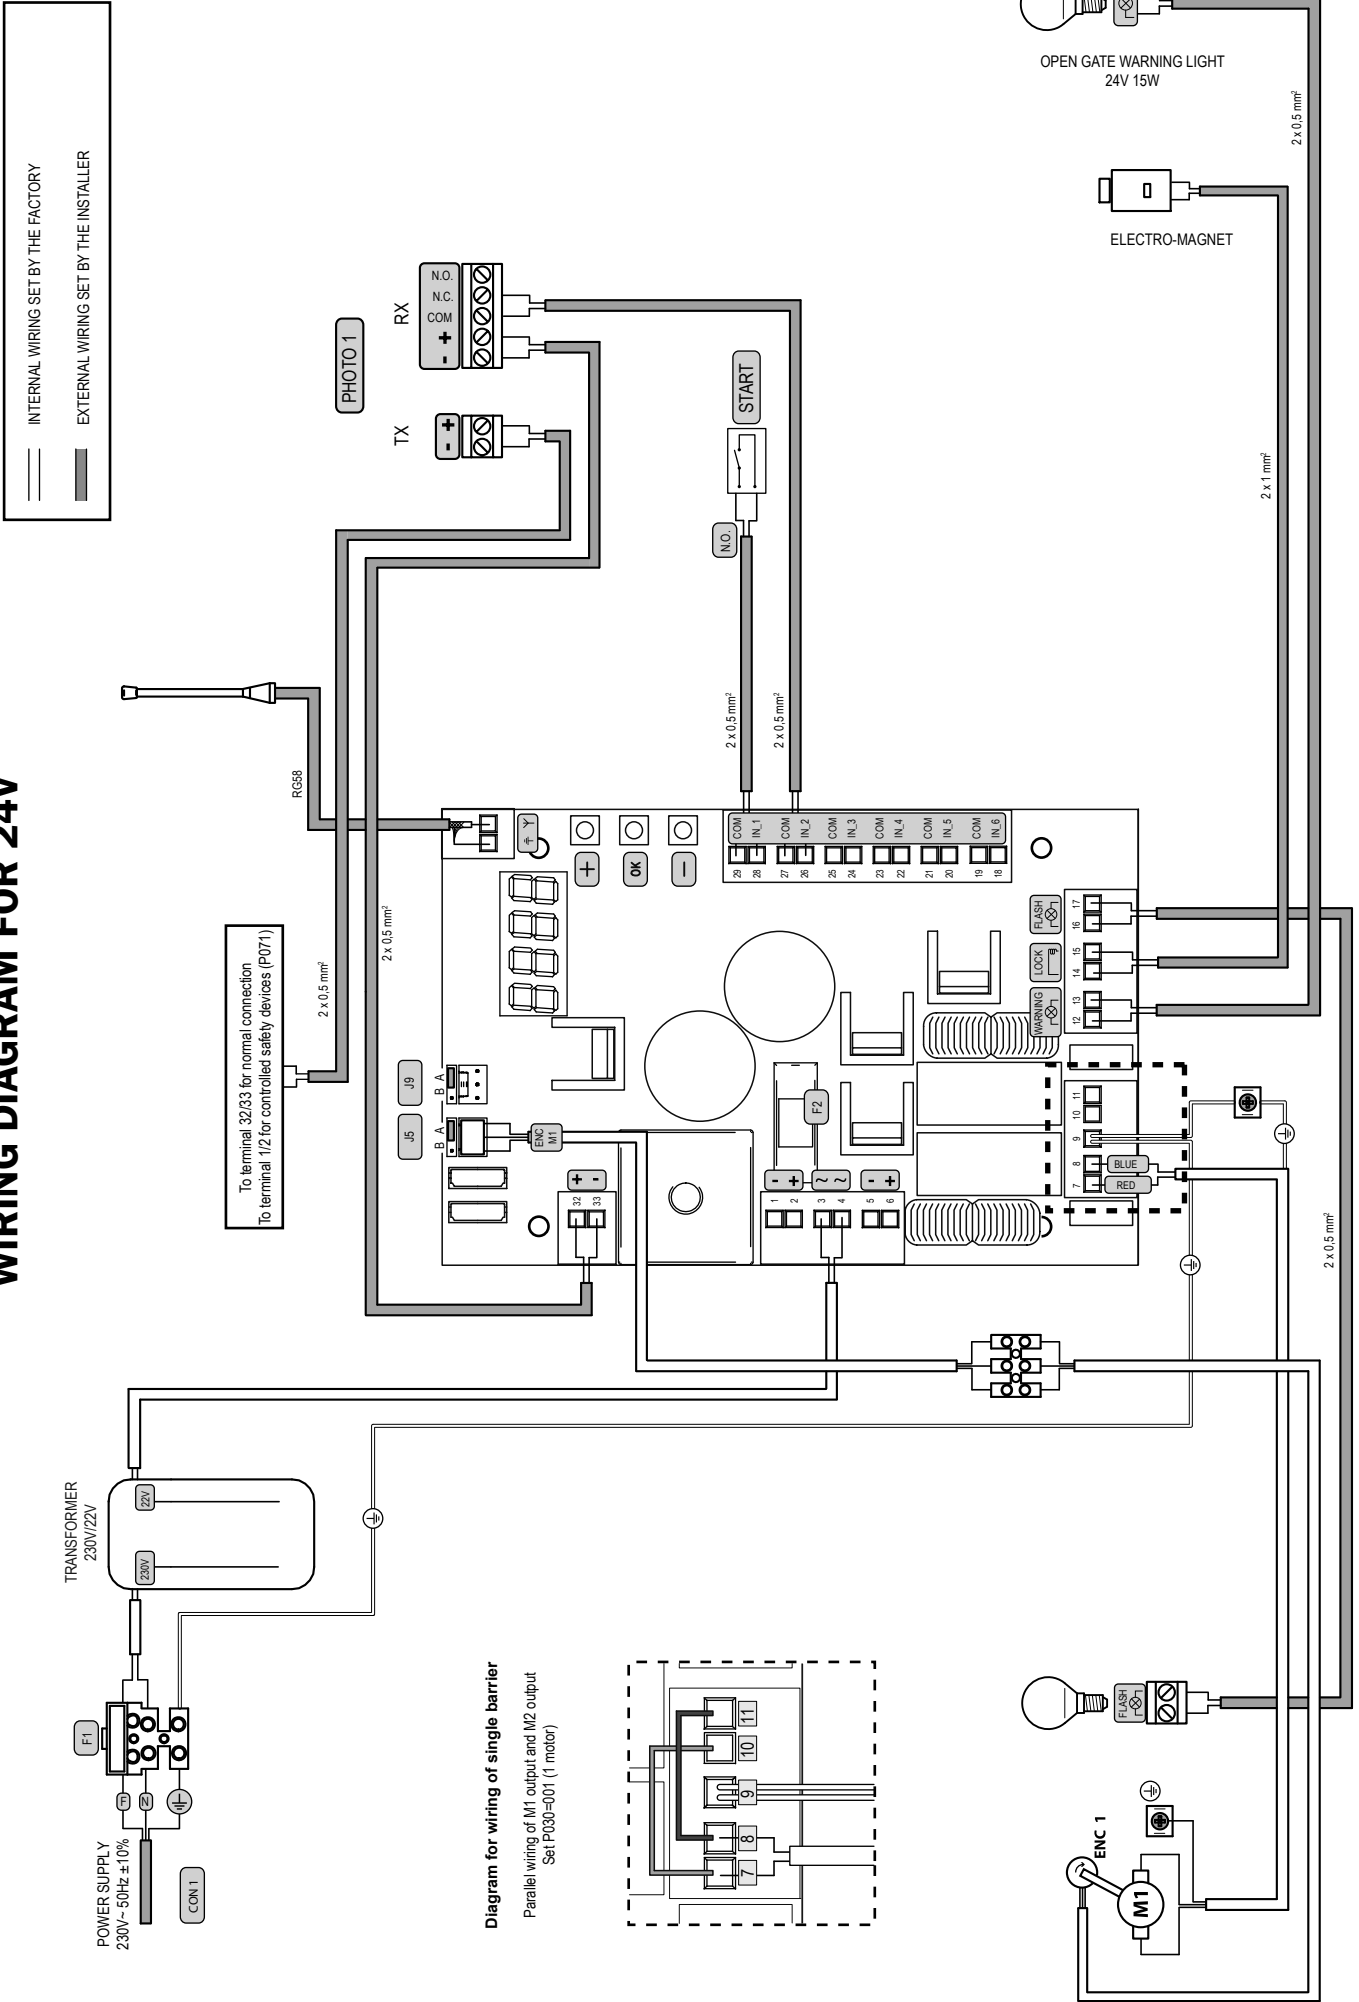 WIRING DIAGRAM FOR 24V
INTERNAL WIRING SET BY THE FACTORY
EXTERNAL WIRING SET BY THE INSTALLER
OPEN GATE WARNING LIGHT
24V 15W
2 x 0,5 mm²
ELECTRO-MAGNET
2 x 1 mm²
PHOTO 1
RX
N.O.
N.C.
COM
+
-
TX
- +
START
N.O.
2 x 0,5 mm²
2 x 0,5 mm²
RG58
To terminal 32/33 for normal connection
To terminal 1/2 for controlled safety devices (P071)
2 x 0,5 mm²
2 x 0,5 mm²
+
OK
-
COM
IN_1
COM
IN_2
COM
IN_3
COM
IN_4
COM
IN_5
COM
IN_6
29
28
27
26
25
24
23
22
21
20
19
18
J9
B A
J5
B A
ENC
M1
+ -
32
33
F2
- +
~ ~
- +
1
2
3
4
5
6
FLASH
LOCK
WARNING
17
16
15
14
13
12
11
10
9
8
7
BLUE
RED
2 x 0,5 mm²
TRANSFORMER
230V/22V
22V
230V
F1
F
N
POWER SUPPLY
230V~ 50Hz ±10%
CON 1
Diagram for wiring of single barrier
Parallel wiring of M1 output and M2 output
Set P030=001 (1 motor)
11
10
9
8
7
FLASH
ENC 1
M1